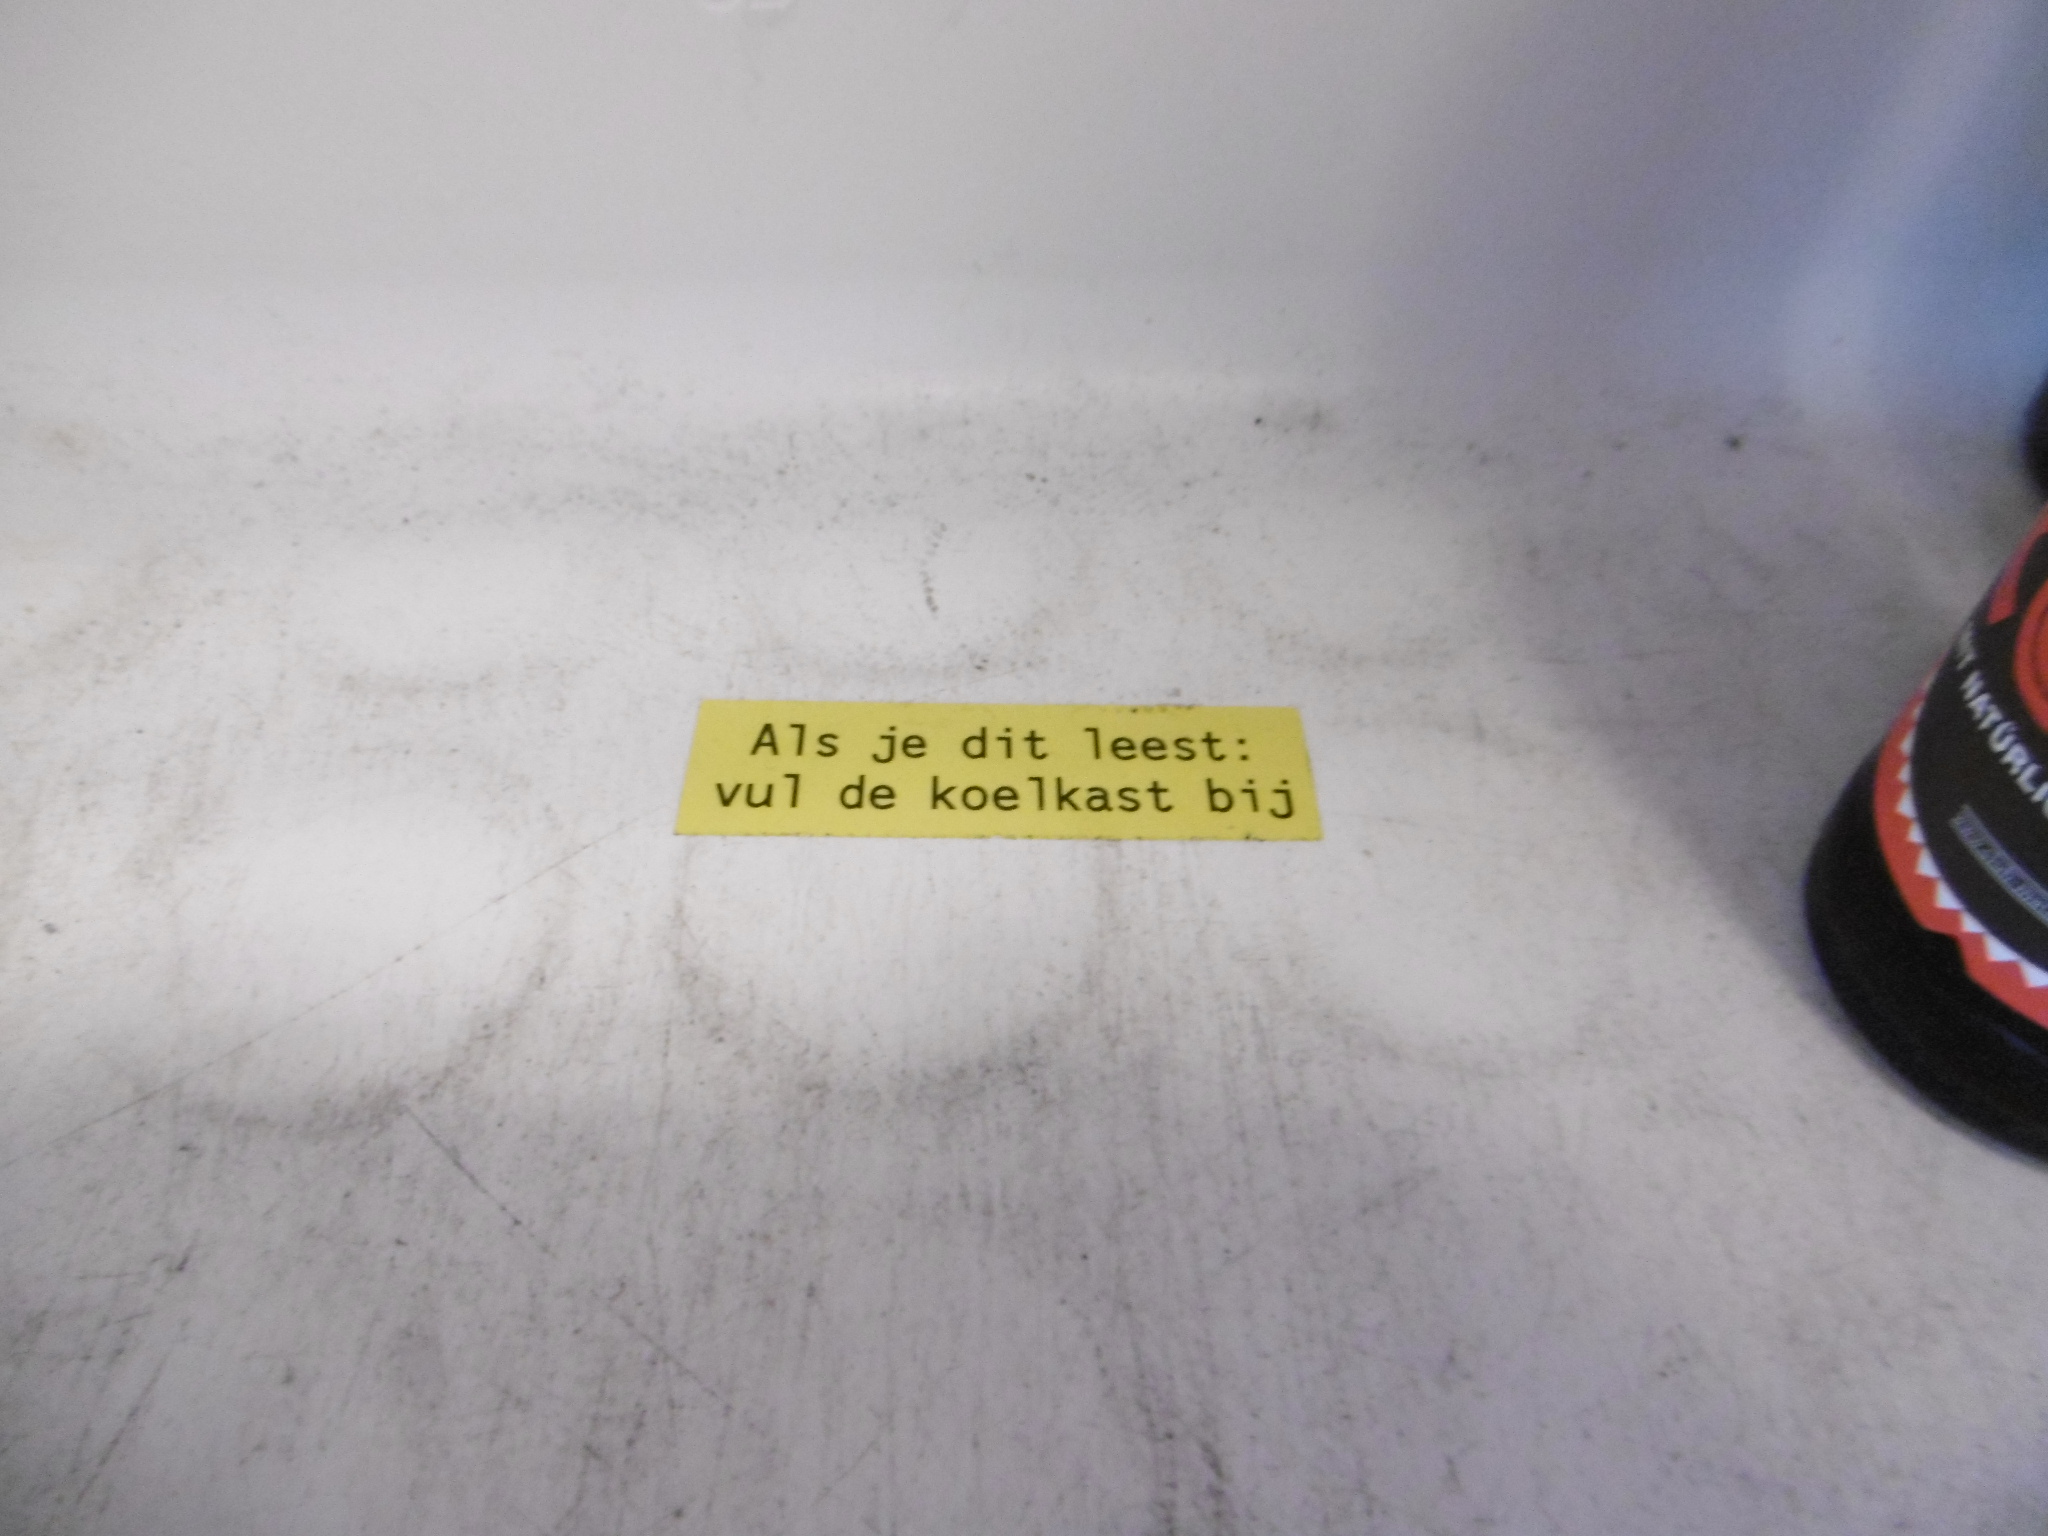 Als je dit leest:
vul de koelkast bij